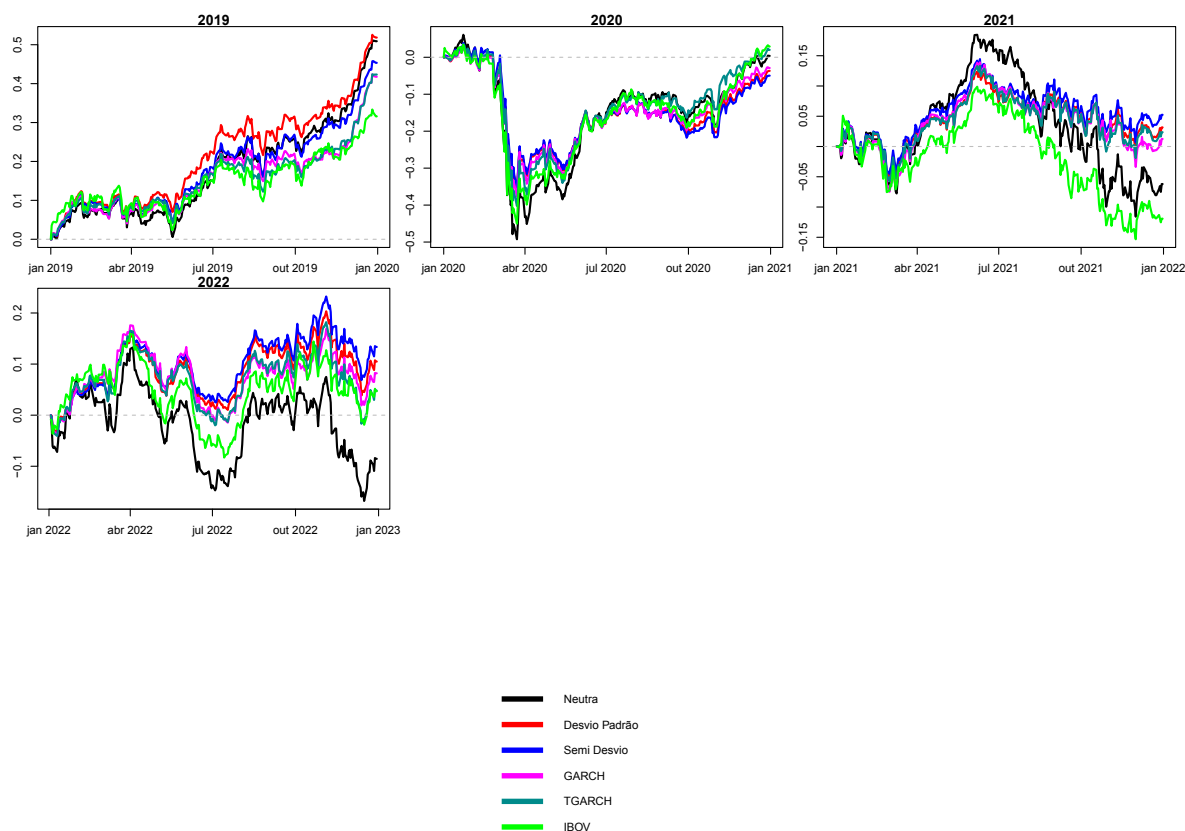 2019
0.5
0.4
0.3
0.2
0.1
0.0
jan 2019 abr 2019 jul 2019 out 2019 jan 2020
2020
0.0
−0.1
−0.2
−0.3
−0.4
−0.5
jan 2020 abr 2020 jul 2020 out 2020 jan 2021
2021
0.15
0.05
−0.05
−0.15
jan 2021 abr 2021 jul 2021 out 2021 jan 2022
2022
0.2
0.1
0.0
−0.1
jan 2022 abr 2022 jul 2022 out 2022 jan 2023
Neutra
Desvio Padrão
Semi Desvio
GARCH
TGARCH
IBOV